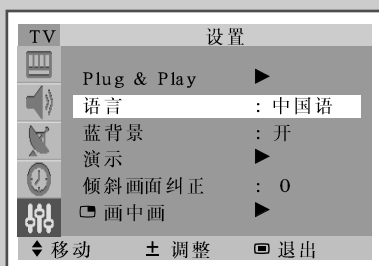 TV 设置
Plug & Play ▶
语言 : 中国语
蓝背景 : 开
演示 ▶
倾斜画面纠正 : 0
画中画 ▶
移动 ± 调整 退出